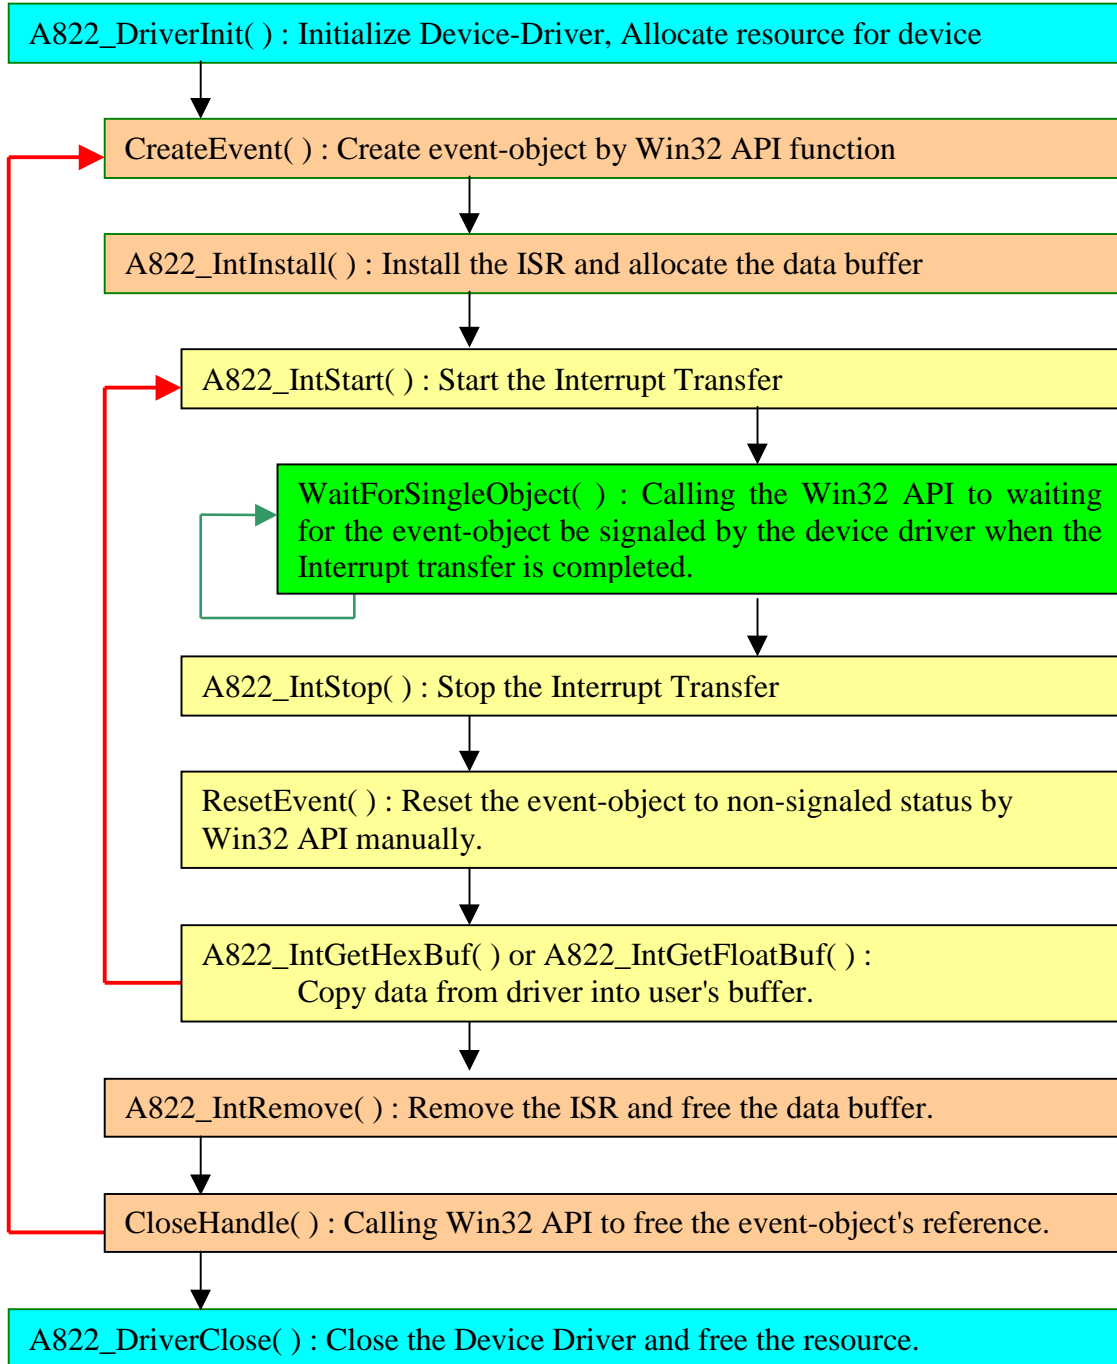 A822_DriverInit( ) : Initialize Device-Driver, Allocate resource for device
CreateEvent( ) : Create event-object by Win32 API function
A822_IntInstall( ) : Install the ISR and allocate the data buffer
A822_IntStart( ) : Start the Interrupt Transfer
WaitForSingleObject( ) : Calling the Win32 API to waiting
for the event-object be signaled by the device driver when the
Interrupt transfer is completed.
A822_IntStop( ) : Stop the Interrupt Transfer
ResetEvent( ) : Reset the event-object to non-signaled status by
Win32 API manually.
A822_IntGetHexBuf( ) or A822_IntGetFloatBuf( ) :
Copy data from driver into user's buffer.
A822_IntRemove( ) : Remove the ISR and free the data buffer.
CloseHandle( ) : Calling Win32 API to free the event-object's reference.
A822_DriverClose( ) : Close the Device Driver and free the resource.